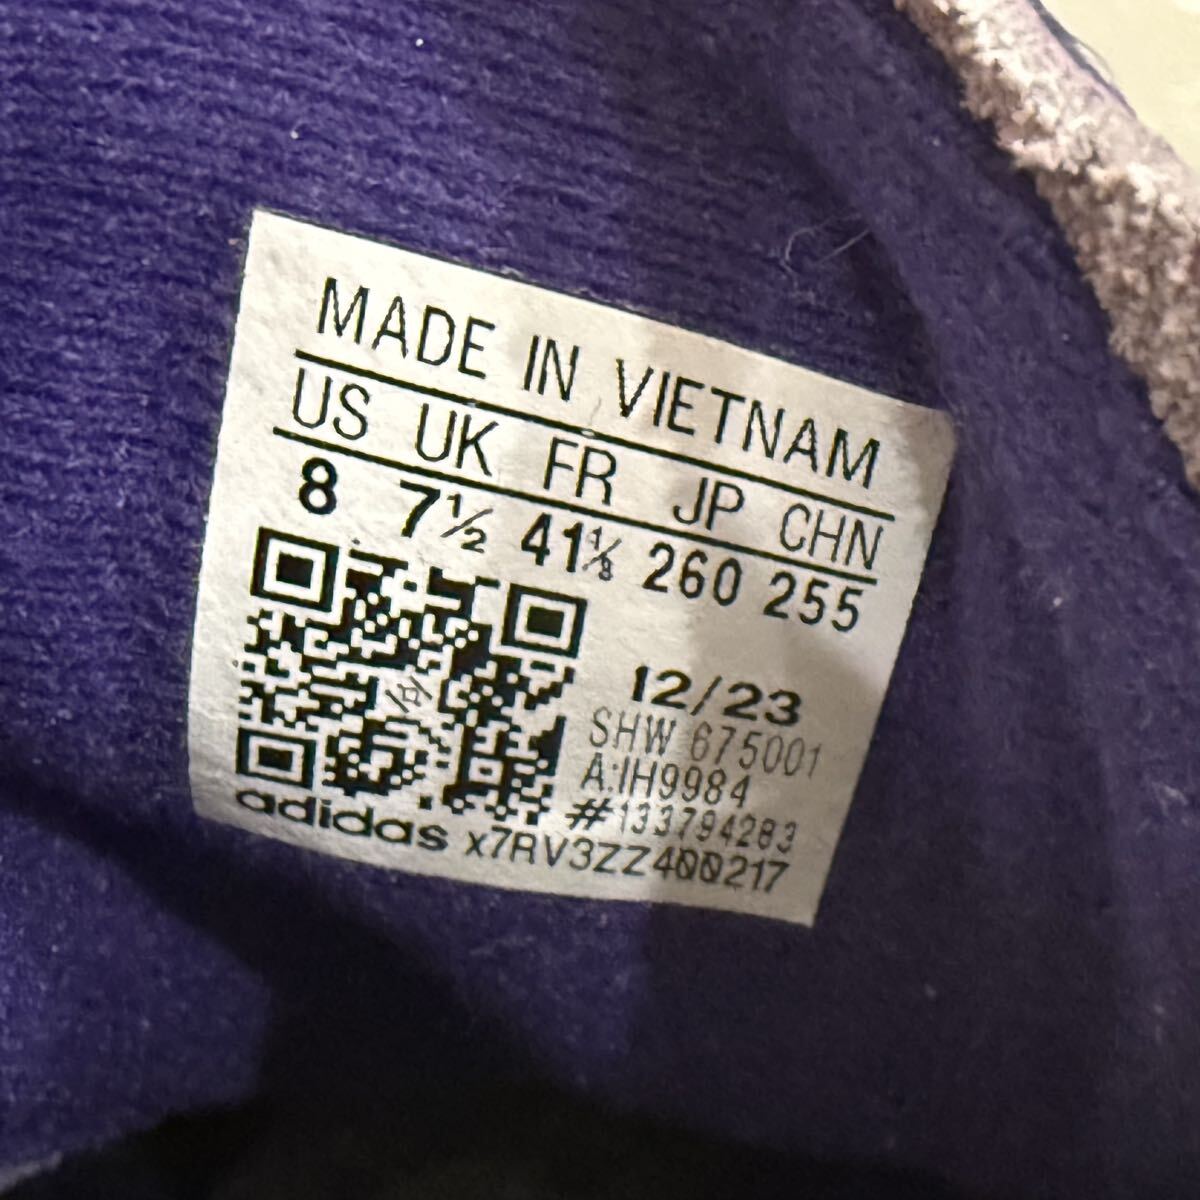 MADE IN VIETNAM
US UK FR JP CHN
8 7½ 41⅓ 260 255
12/23
SHW 675001
A:IH9984
#133794283
adidas x7RV3ZZ400217